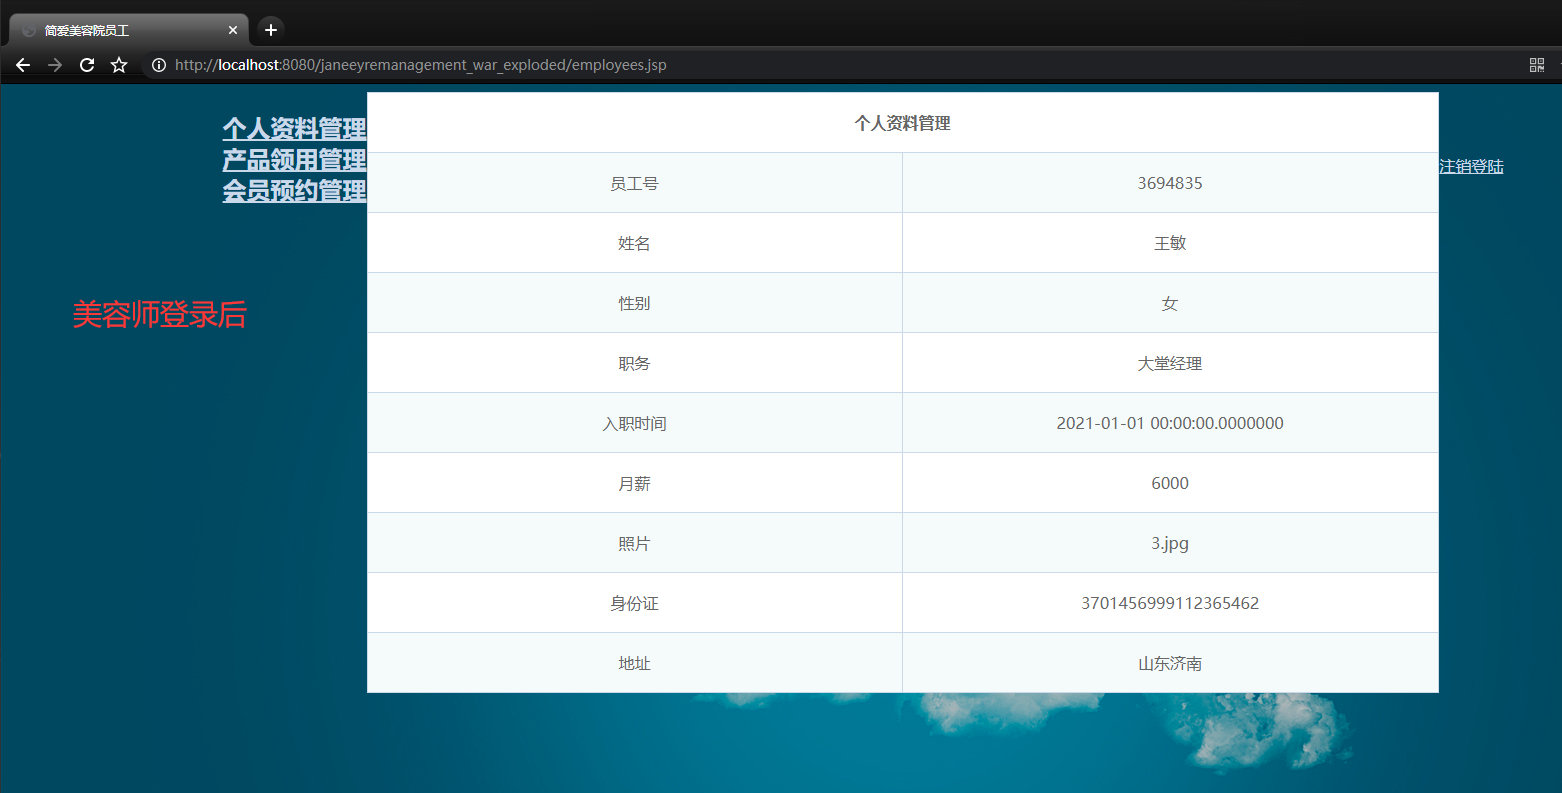 简爱美容院员工
http://localhost:8080/janeeyremanagement_war_exploded/employees.jsp
个人资料管理
产品领用管理
会员预约管理
美容师登录后
个人资料管理
员工号 3694835
姓名 王敏
性别 女
职务 大堂经理
入职时间 2021-01-01 00:00:00.0000000
月薪 6000
照片 3.jpg
身份证 3701456999112365462
地址 山东济南
注销登陆